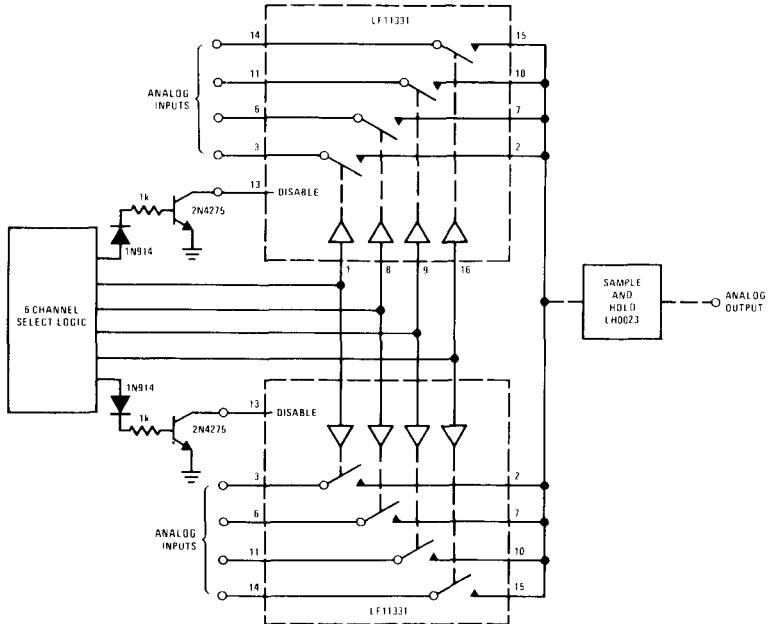 LF11331
14
15
11
10
ANALOG
INPUTS
6
7
3
2
1k
13
DISABLE
2N4275
1N914
1
8
9
16
6 CHANNEL
SELECT LOGIC
SAMPLE
AND
HOLD
LH0023
ANALOG
OUTPUT
1N914
13
DISABLE
1k
2N4275
3
2
6
7
ANALOG
INPUTS
11
10
14
15
LF11331